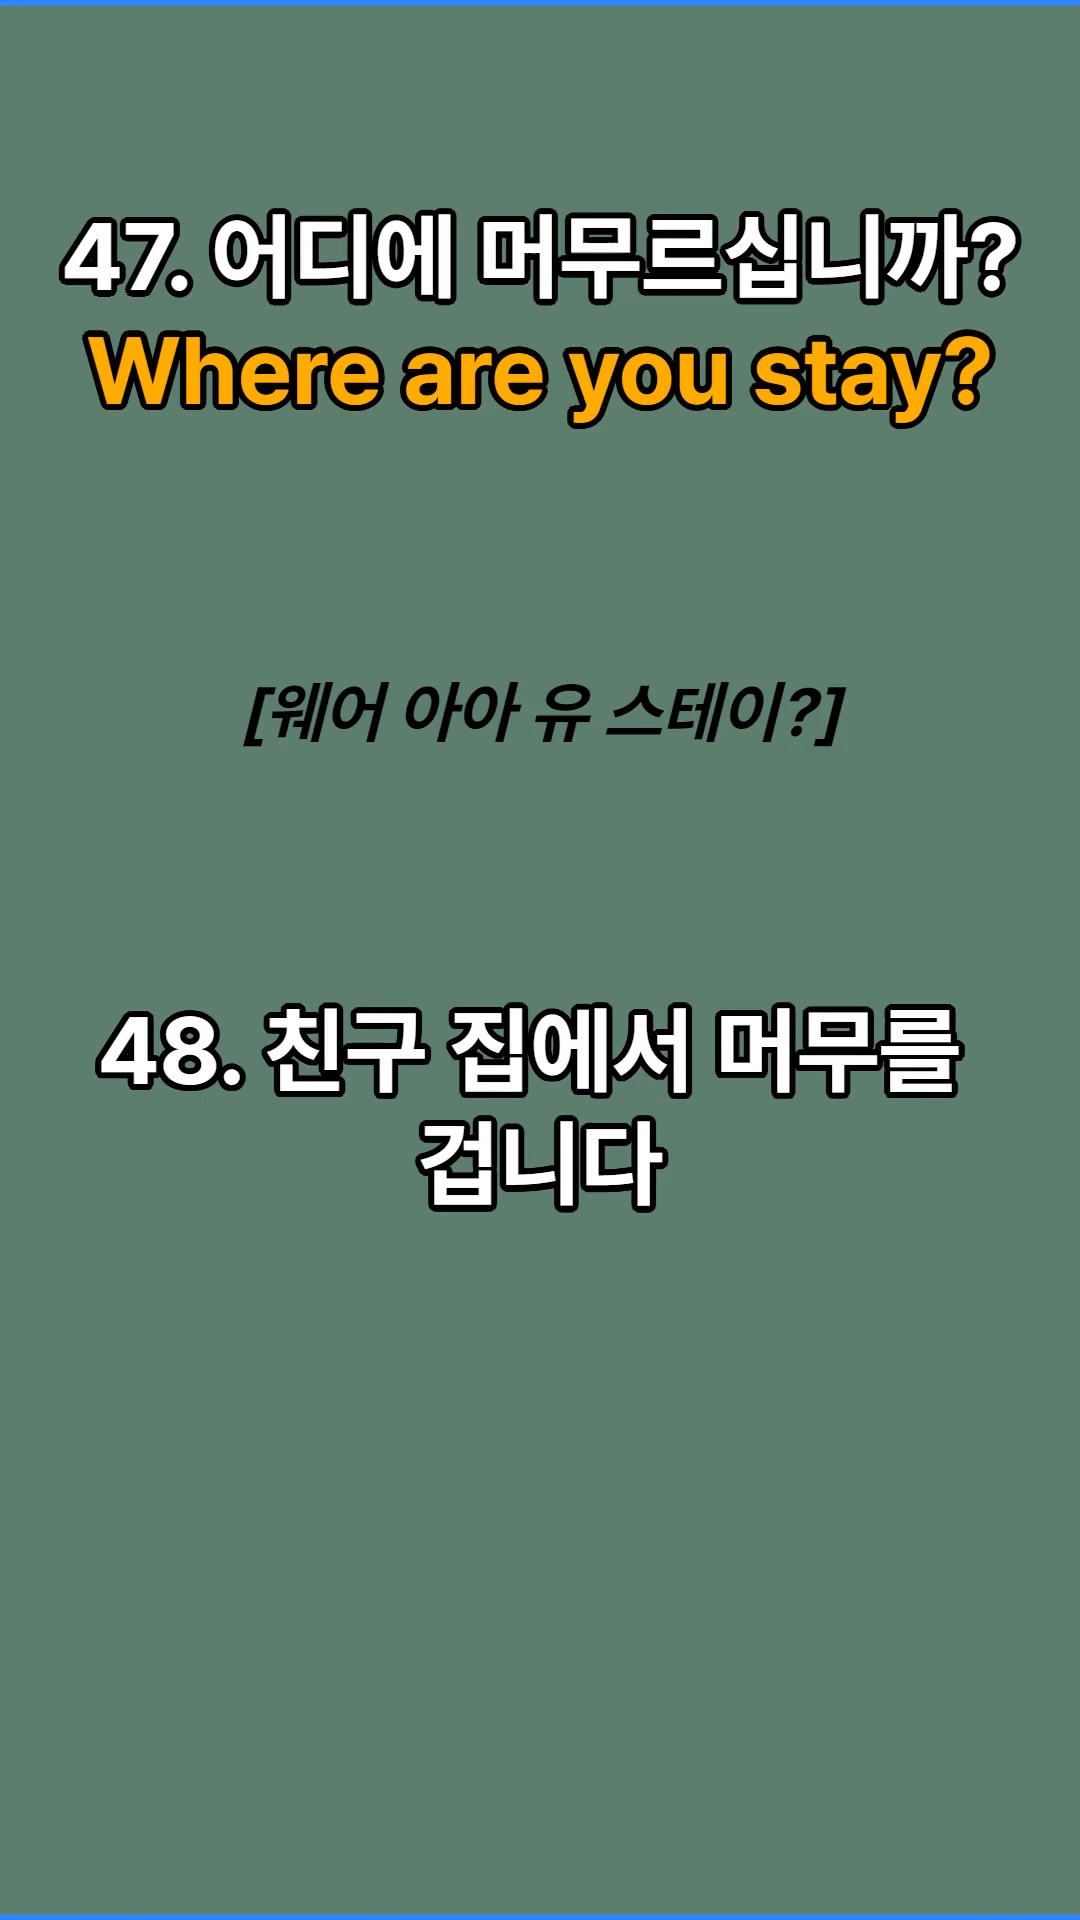 47. 어디에 머무르십니까?
Where are you stay?
[웨어 아아 유 스테이?]
48. 친구 집에서 머무를
겁니다